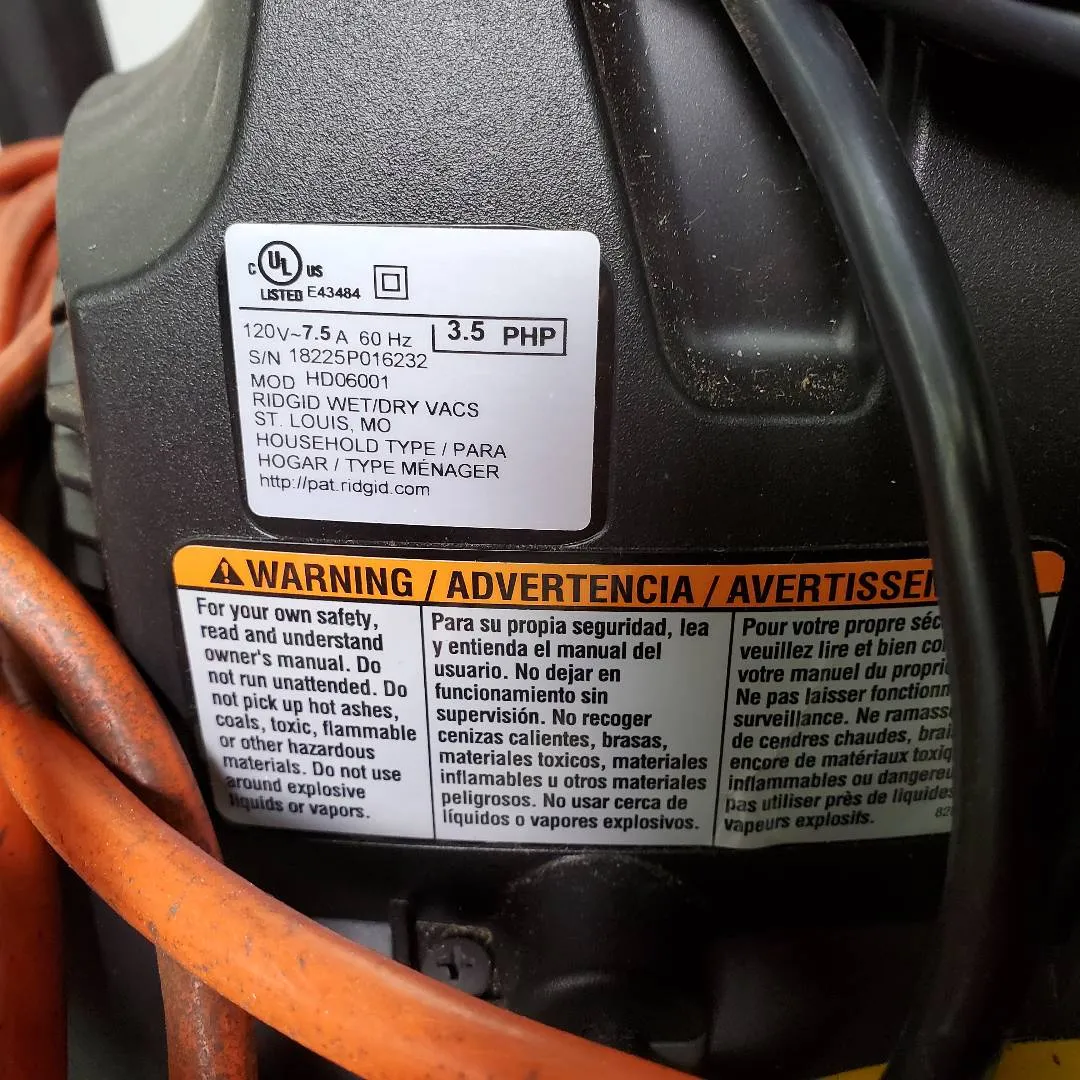 C UL US
LISTED E43484
120V~7.5 A 60 Hz 3.5 PHP
S/N 18225P016232
MOD HD06001
RIDGID WET/DRY VACS
ST. LOUIS, MO
HOUSEHOLD TYPE / PARA
HOGAR / TYPE MÉNAGER
http://pat.ridgid.com
WARNING / ADVERTENCIA /
For your own safety,
read and understand
owner's manual. Do
not run unattended. Do
not pick up hot ashes,
coals, toxic, flammable
or other hazardous
materials. Do not use
around explosive
liquids or vapors.
Para su propia seguridad, lea
y entienda el manual del
usuario. No dejar en
funcionamiento sin
supervisión. No recoger
cenizas calientes, brasas,
materiales toxicos, materiales
inflamables u otros materiales
peligrosos. No usar cerca de
líquidos o vapores explosivos.
Pour votre propre
veuillez lire et bien
votre manuel du
Ne pas laisser
surveillance. Ne
de cendres chaudes,
encore de matériaux
inflammables ou
pas utiliser près de liquides
vapeurs explosifs.